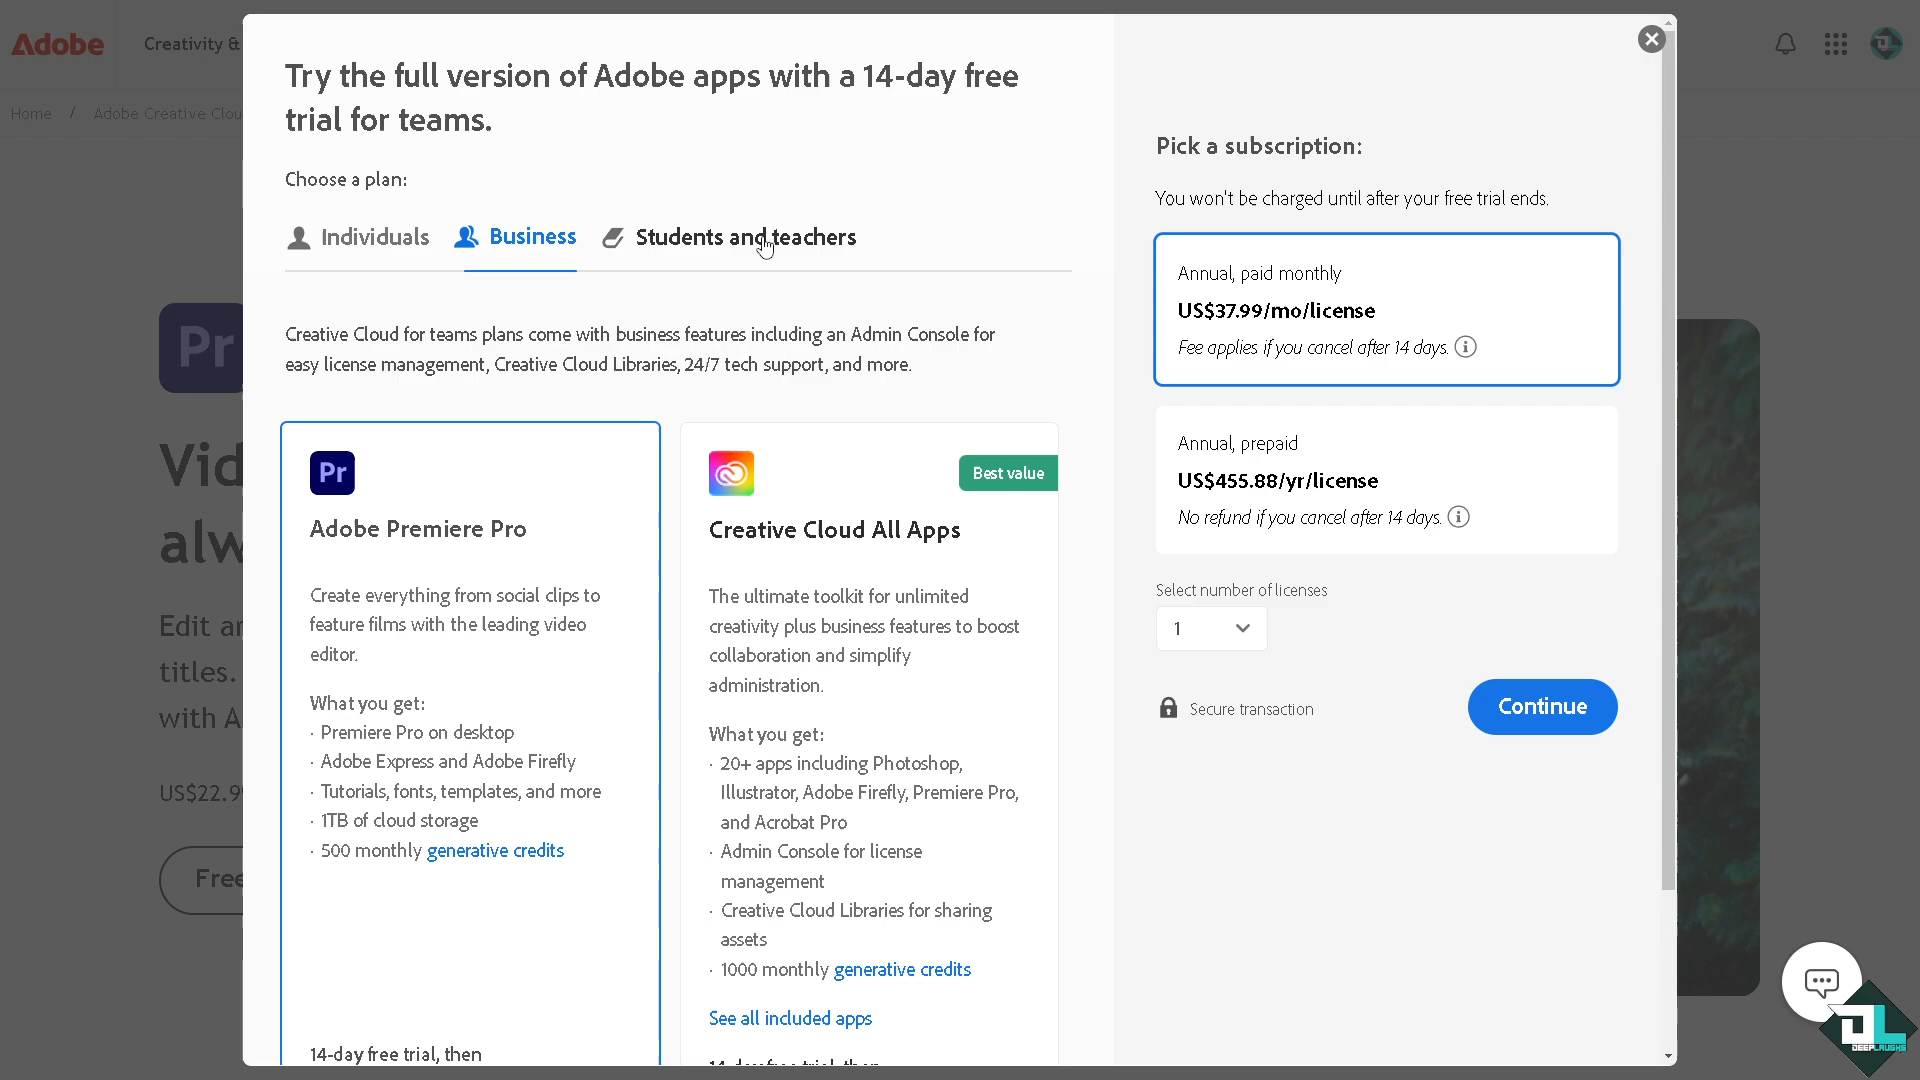 Adobe
Creativity &
Home / Adobe Creative Clou
Pr
Vid
alw
Edit an
titles.
with A
US$22.9
Free
Try the full version of Adobe apps with a 14-day free
trial for teams.
Choose a plan:
Individuals
Business
Students and teachers
Creative Cloud for teams plans come with business features including an Admin Console for
easy license management, Creative Cloud Libraries, 24/7 tech support, and more.
Pr
Adobe Premiere Pro
Create everything from social clips to
feature films with the leading video
editor.
What you get:
· Premiere Pro on desktop
· Adobe Express and Adobe Firefly
· Tutorials, fonts, templates, and more
· 1TB of cloud storage
· 500 monthly generative credits
14-day free trial, then
Best value
Creative Cloud All Apps
The ultimate toolkit for unlimited
creativity plus business features to boost
collaboration and simplify
administration.
What you get:
· 20+ apps including Photoshop,
Illustrator, Adobe Firefly, Premiere Pro,
and Acrobat Pro
· Admin Console for license
management
· Creative Cloud Libraries for sharing
assets
· 1000 monthly generative credits
See all included apps
14-day free trial, then
Pick a subscription:
You won't be charged until after your free trial ends.
Annual, paid monthly
US$37.99/mo/license
Fee applies if you cancel after 14 days.
Annual, prepaid
US$455.88/yr/license
No refund if you cancel after 14 days.
Select number of licenses
1
Secure transaction
Continue
DEEPLAUGHS